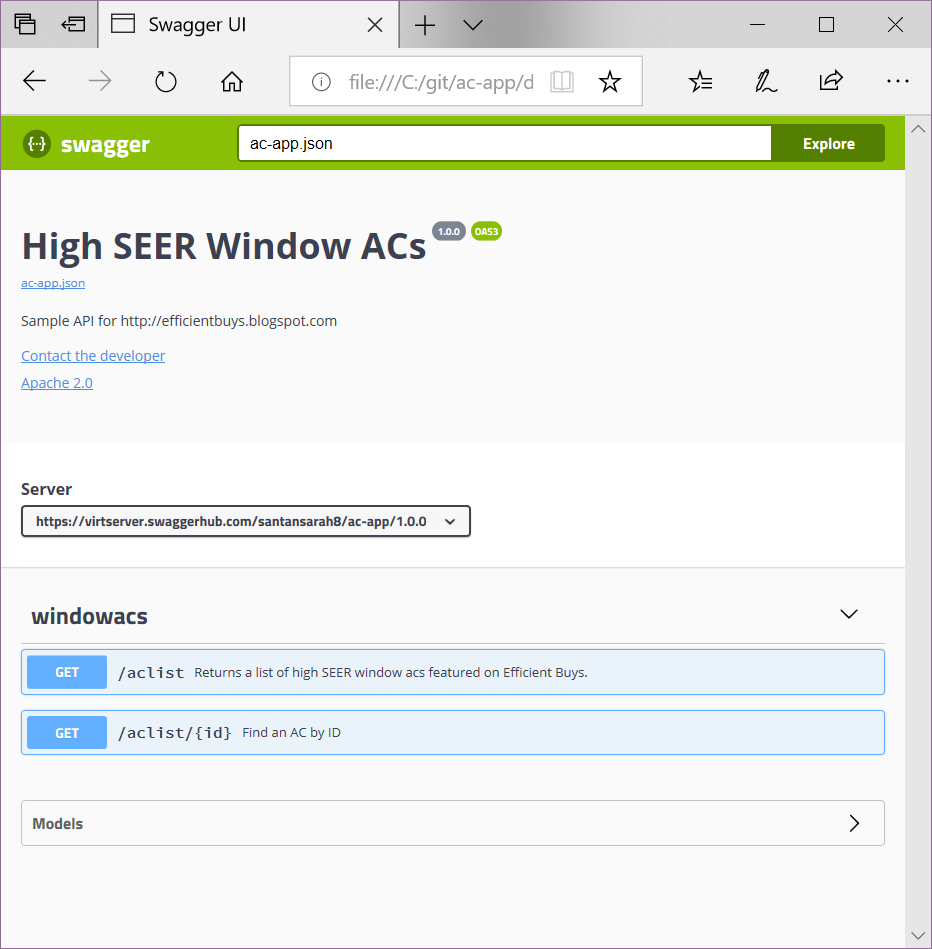 Swagger UI
file:///C:/git/ac-app/d
{··} swagger
ac-app.json
Explore
High SEER Window ACs 1.0.0 OAS3
ac-app.json
Sample API for http://efficientbuys.blogspot.com
Contact the developer
Apache 2.0
Server
https://virtserver.swaggerhub.com/santansarah8/ac-app/1.0.0
windowacs
GET /aclist Returns a list of high SEER window acs featured on Efficient Buys.
GET /aclist/{id} Find an AC by ID
Models